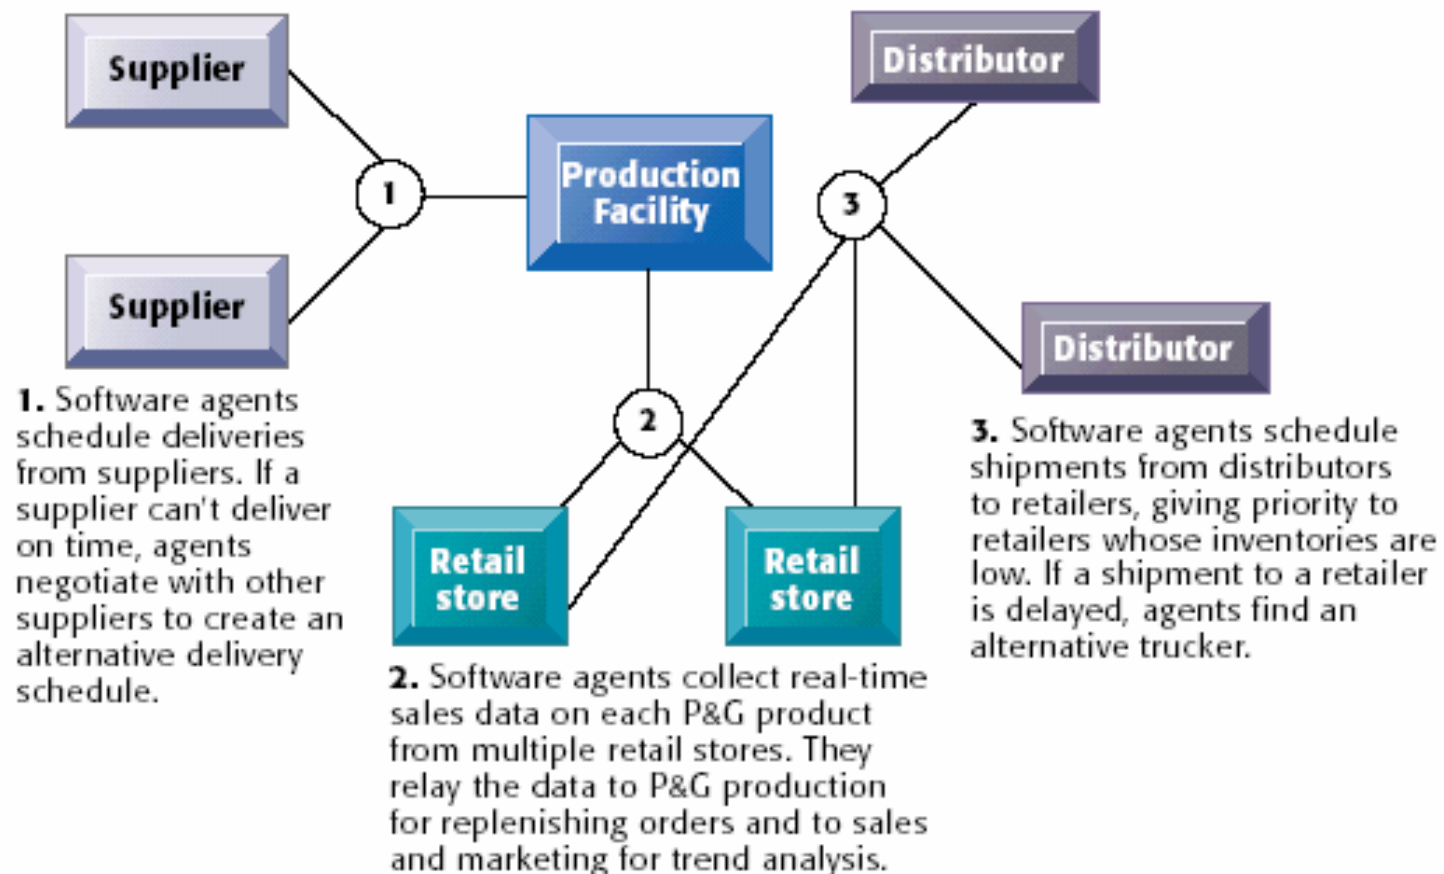 Supplier
Distributor
Production
Facility
1
3
Supplier
Distributor
2
Retail
store
Retail
store
1. Software agents
schedule deliveries
from suppliers. If a
supplier can't deliver
on time, agents
negotiate with other
suppliers to create an
alternative delivery
schedule.
2. Software agents collect real-time
sales data on each P&G product
from multiple retail stores. They
relay the data to P&G production
for replenishing orders and to sales
and marketing for trend analysis.
3. Software agents schedule
shipments from distributors
to retailers, giving priority to
retailers whose inventories are
low. If a shipment to a retailer
is delayed, agents find an
alternative trucker.